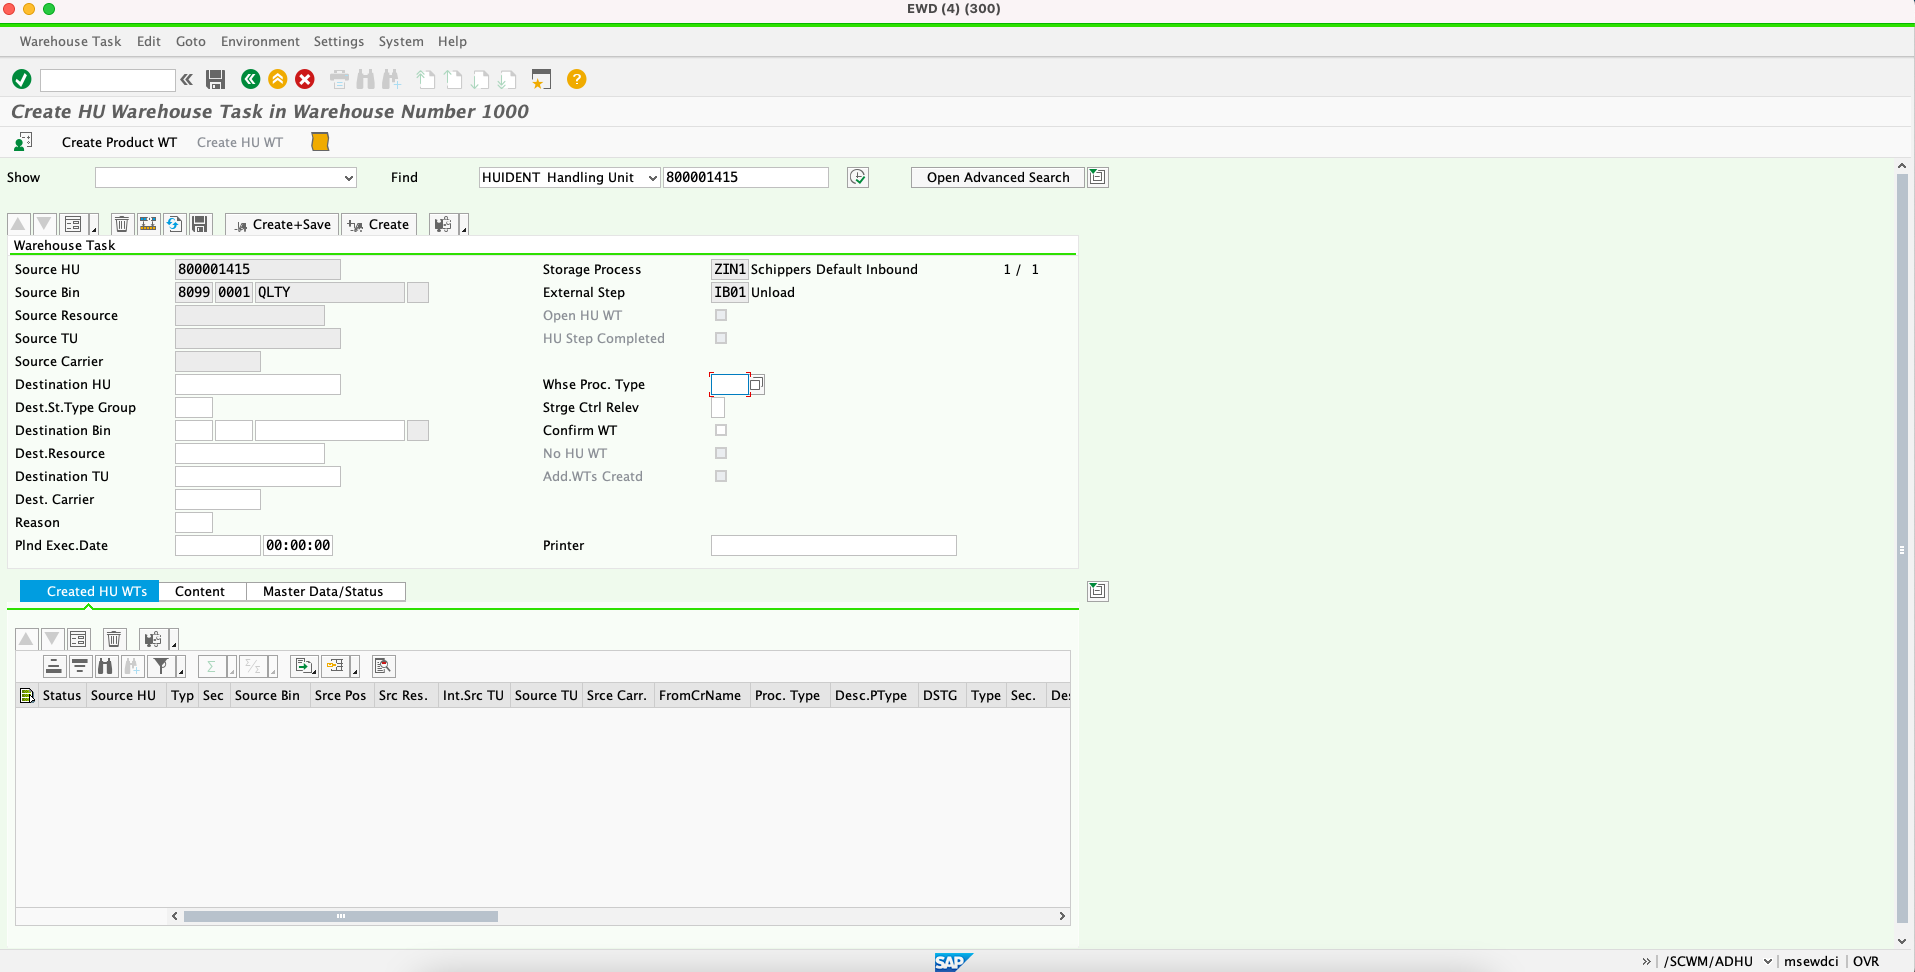 EWD (4) (300)
Warehouse Task Edit Goto Environment Settings System Help
Create HU Warehouse Task in Warehouse Number 1000
Create Product WT Create HU WT
Show Find HUIDENT Handling Unit 800001415 Open Advanced Search
Create+Save Create
Warehouse Task
Source HU 800001415 Storage Process ZIN1 Schippers Default Inbound 1 / 1
Source Bin 8099 0001 QLTY External Step IB01 Unload
Source Resource Open HU WT
Source TU HU Step Completed
Source Carrier
Destination HU Whse Proc. Type
Dest.St.Type Group Strge Ctrl Relev
Destination Bin Confirm WT
Dest.Resource No HU WT
Destination TU Add.WTs Creatd
Dest. Carrier
Reason
Plnd Exec.Date 00:00:00 Printer
Created HU WTs Content Master Data/Status
Status Source HU Typ Sec Source Bin Srce Pos Src Res. Int.Src TU Source TU Srce Carr. FromCrName Proc. Type Desc.PType DSTG Type Sec. De
SAP /SCWM/ADHU msewdci OVR